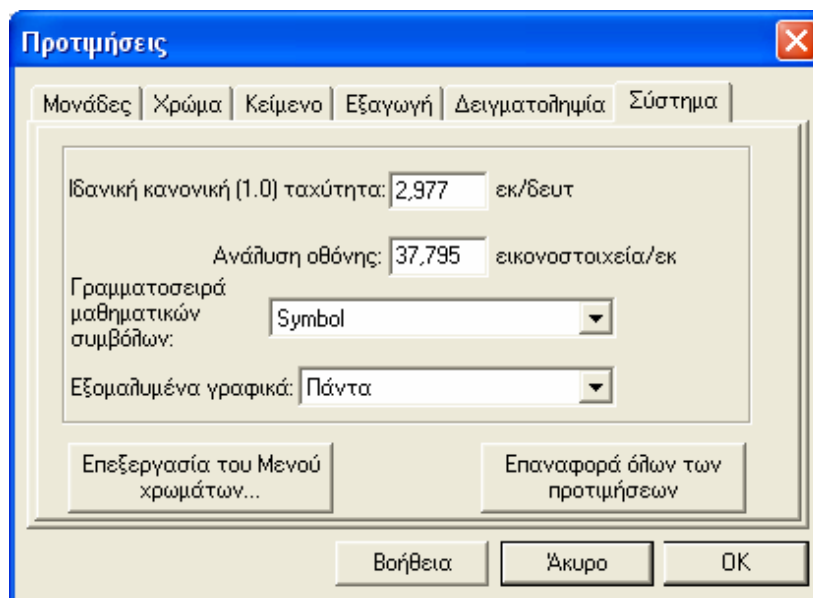 Προτιμήσεις
Μονάδες Χρώμα Κείμενο Εξαγωγή Δειγματοληψία Σύστημα
Ιδανική κανονική (1.0) ταχύτητα: 2,977 εκ/δευτ
Ανάλυση οθόνης: 37,795 εικονοστοιχεία/εκ
Γραμματοσειρά
μαθηματικών
συμβόλων:
Symbol
Εξομαλυμένα γραφικά: Πάντα
Επεξεργασία του Μενού
χρωμάτων...
Επαναφορά όλων των
προτιμήσεων
Βοήθεια Άκυρο OK